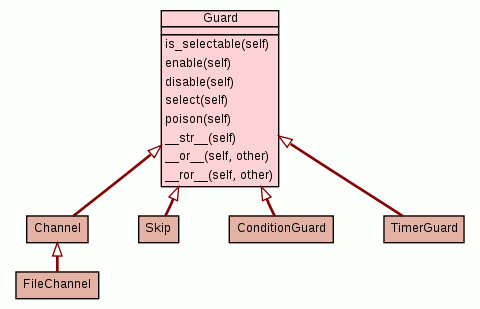 Guard
is_selectable(self)
enable(self)
disable(self)
select(self)
poison(self)
__str__(self)
__or__(self, other)
__ror__(self, other)
Channel
Skip
ConditionGuard
TimerGuard
FileChannel